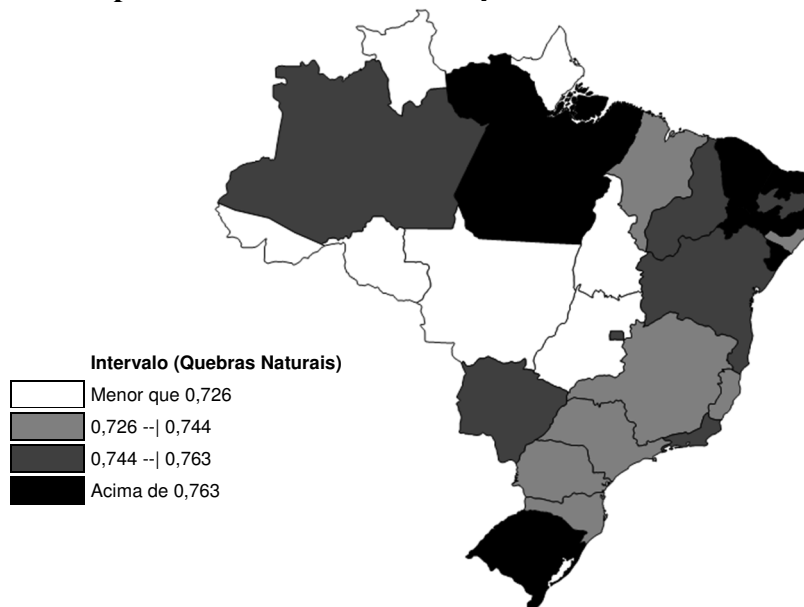 Intervalo (Quebras Naturais)
Menor que 0,726
0,726 --| 0,744
0,744 --| 0,763
Acima de 0,763